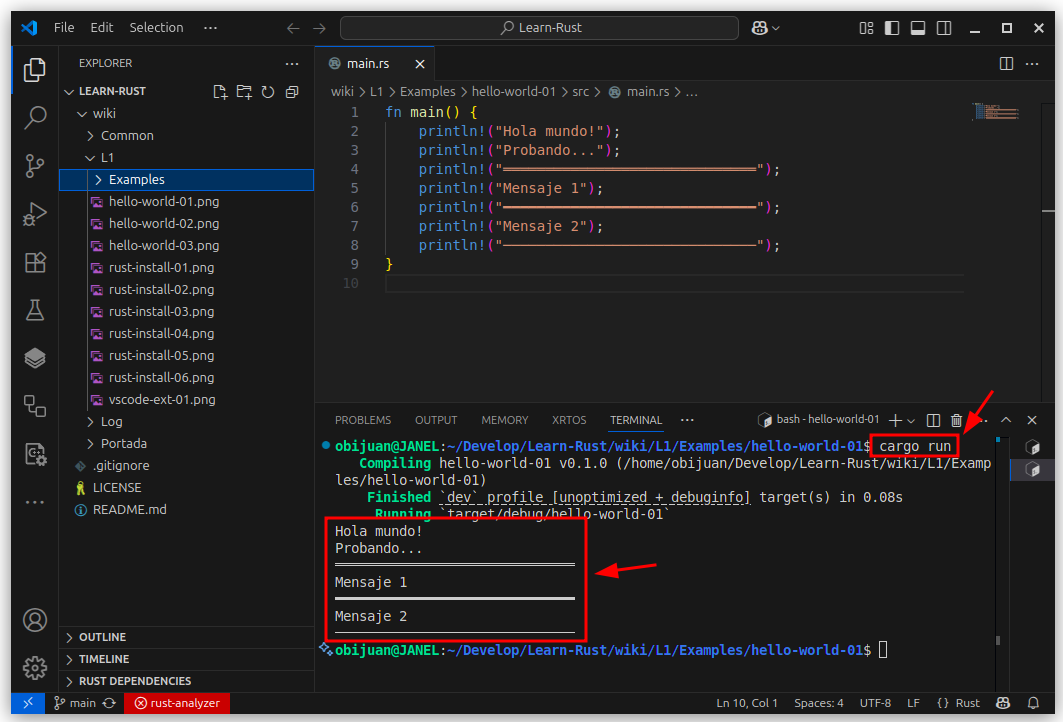 File Edit Selection ··· Learn-Rust
EXPLORER ···
LEARN-RUST
wiki
Common
L1
Examples
hello-world-01.png
hello-world-02.png
hello-world-03.png
rust-install-01.png
rust-install-02.png
rust-install-03.png
rust-install-04.png
rust-install-05.png
rust-install-06.png
vscode-ext-01.png
Log
Portada
.gitignore
LICENSE
README.md
OUTLINE
TIMELINE
RUST DEPENDENCIES
main.rs
wiki > L1 > Examples > hello-world-01 > src > main.rs > ...
1 fn main() {
2 println!("Hola mundo!");
3 println!("Probando...");
4 println!("══════════════════════════════");
5 println!("Mensaje 1");
6 println!("━━━━━━━━━━━━━━━━━━━━━━━━━━━━━━");
7 println!("Mensaje 2");
8 println!("──────────────────────────────");
9 }
10
PROBLEMS OUTPUT MEMORY XRTOS TERMINAL ··· bash - hello-world-01
obijuan@JANEL:~/Develop/Learn-Rust/wiki/L1/Examples/hello-world-01$ cargo run
Compiling hello-world-01 v0.1.0 (/home/obijuan/Develop/Learn-Rust/wiki/L1/Examp
les/hello-world-01)
Finished `dev` profile [unoptimized + debuginfo] target(s) in 0.08s
Running `target/debug/hello-world-01`
Hola mundo!
Probando...
══════════════════════════════
Mensaje 1
━━━━━━━━━━━━━━━━━━━━━━━━━━━━━━
Mensaje 2
──────────────────────────────
obijuan@JANEL:~/Develop/Learn-Rust/wiki/L1/Examples/hello-world-01$
main rust-analyzer Ln 10, Col 1 Spaces: 4 UTF-8 LF {} Rust